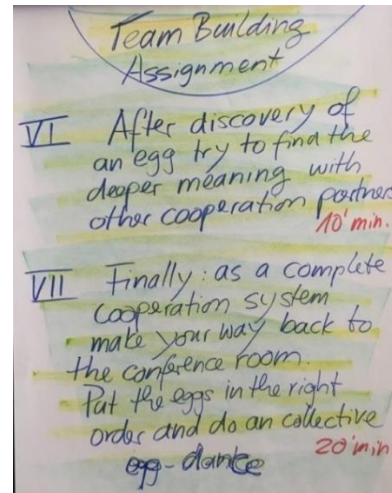 Team Building
Assignment
VI After discovery of
an egg try to find the
deeper meaning with
other cooperation partners
10' min.
VII Finally: as a complete
cooperation system
make your way back to
the conference room.
Put the eggs in the right
order and do an collective
egg-dance
20' min